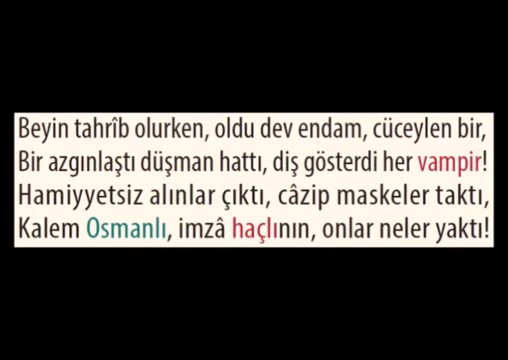 Beyin tahrîb olurken, oldu dev endam, cüceylen bir,
Bir azgınlaştı düşman hattı, diş gösterdi her vampir!
Hamiyyetsiz alınlar çıktı, câzip maskeler taktı,
Kalem Osmanlı, imzâ haçlının, onlar neler yaktı!